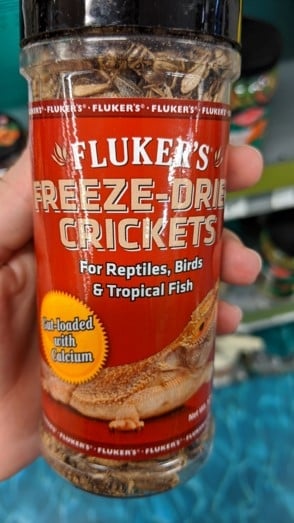 FLUKER'S® • FLUKER'S® • FLUKER'S® • FLUKER'S®
FLUKER'S®
FREEZE-DRIE
CRICKETS
For Reptiles, Birds
& Tropical Fish
Gut-loaded
with
Calcium
Net
FLUKER'S® • FLUKER'S® • FLUKER'S®